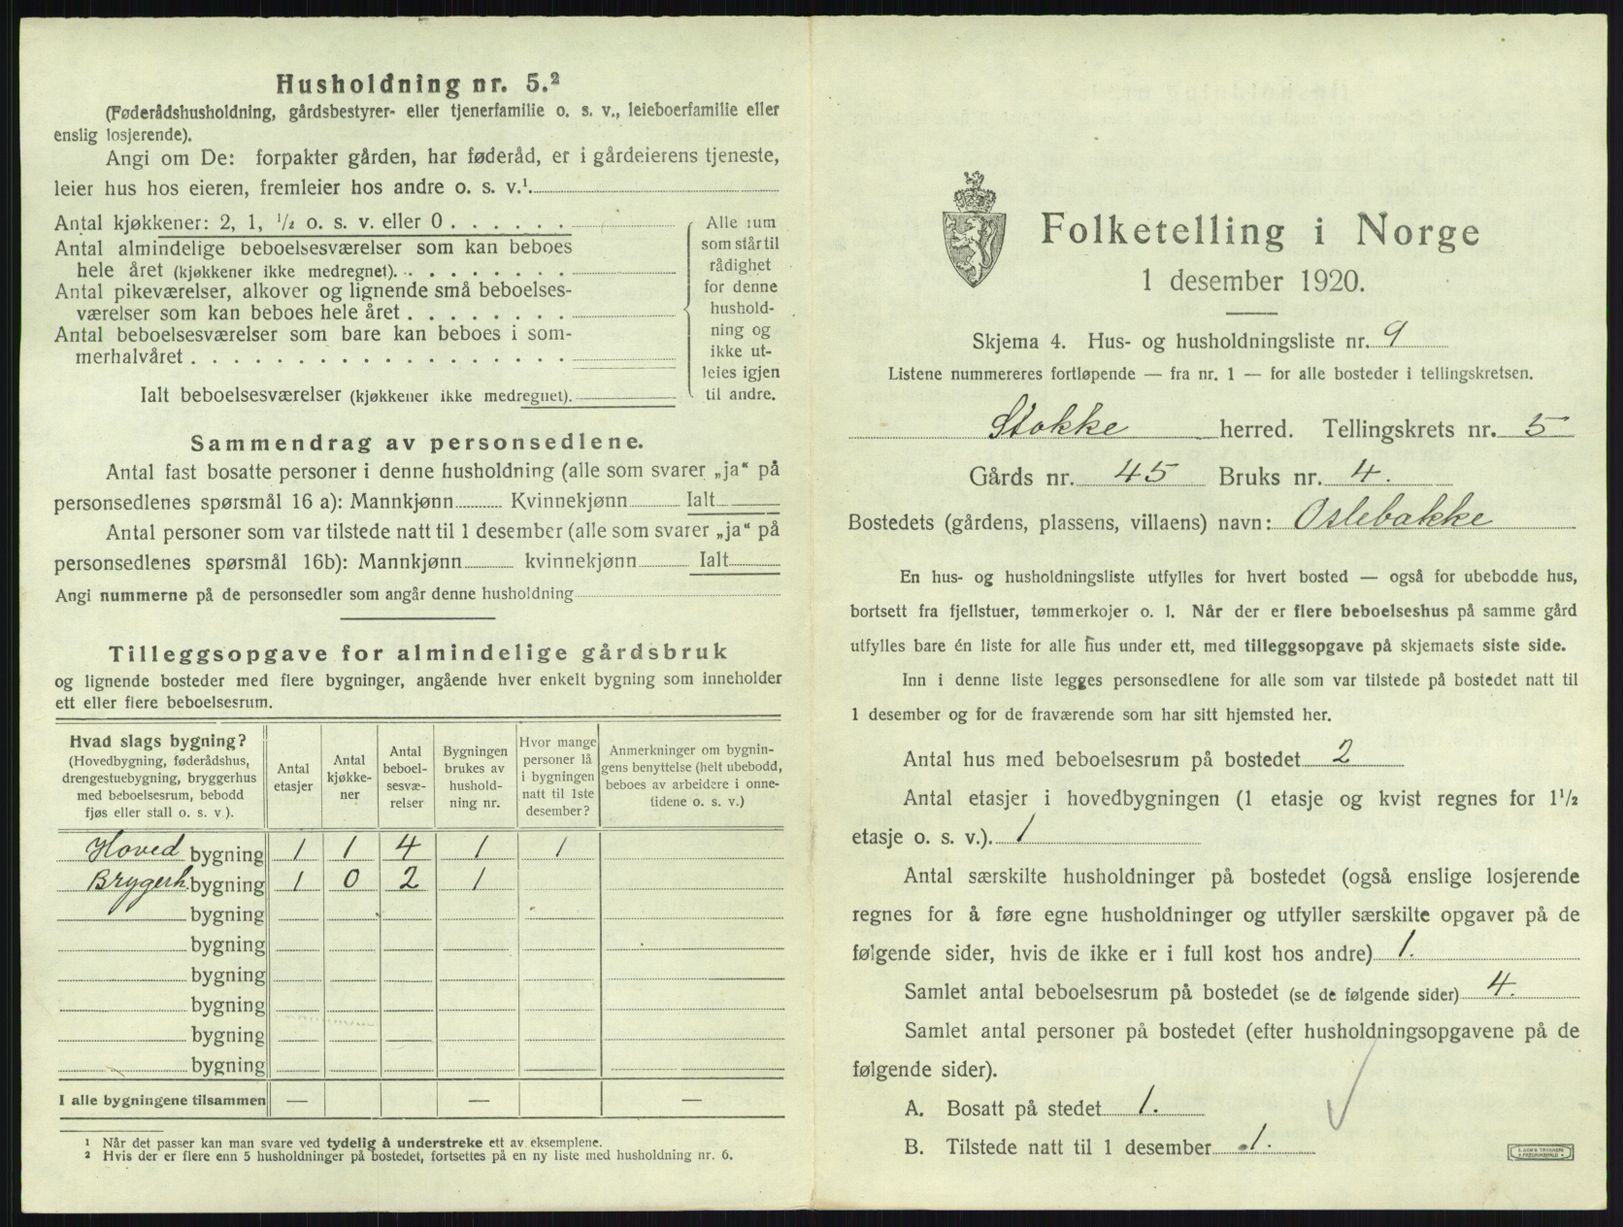 Husholdning nr. 5.²
(Føderådshusholdning, gårdsbestyrer- eller tjenerfamilie o. s. v., leieboerfamilie eller
enslig losjerende).
Angi om De: forpakter gården, har føderåd, er i gårdeierens tjeneste,
leier hus hos eieren, fremleier hos andre o. s. v.¹
Antal kjøkkener: 2, 1, ½ o. s. v. eller 0
Antal almindelige beboelsesværelser som kan beboes
hele året (kjøkkener ikke medregnet)
Antal pikeværelser, alkover og lignende små beboelses-
værelser som kan beboes hele året
Antal beboelsesværelser som bare kan beboes i som-
merhalvåret
Ialt beboelsesværelser (kjøkkener ikke medregnet).
Alle rum
som står til
rådighet
for denne
hushold-
ning og
ikke ut-
leies igjen
til andre.
Sammendrag av personsedlene.
Antal fast bosatte personer i denne husholdning (alle som svarer „ja“ på
personsedlenes spørsmål 16 a): Mannkjønn Kvinnekjønn Ialt
Antal personer som var tilstede natt til 1 desember (alle som svarer „ja“ på
personsedlenes spørsmål 16b): Mannkjønn kvinnekjønn Ialt
Angi nummerne på de personsedler som angår denne husholdning
Tilleggsopgave for almindelige gårdsbruk
og lignende bosteder med flere bygninger, angående hver enkelt bygning som inneholder
ett eller flere beboelsesrum.
Hvad slags bygning?
(Hovedbygning, føderådshus,
drengestuebygning, bryggerhus
med beboelsesrum, bebodd
fjøs eller stall o. s. v.).
Antal
etasjer
Antal
kjøkke-
ner
Antal
beboel-
sesvæ-
relser
Bygningen
brukes av
hushold-
ning nr.
Hvor mange
personer lå
i bygningen
natt til 1ste
desember?
Anmerkninger om bygnin-
gens benyttelse (helt ubebodd,
beboes av arbeidere i onne-
tidene o. s. v.)
Hoved bygning 1 1 4 1 1
Brygerh. bygning 1 0 2 1
bygning
bygning
bygning
bygning
bygning
bygning
I alle bygningene tilsammen — — —
¹ Når det passer kan man svare ved tydelig å understreke ett av eksemplene.
² Hvis der er flere enn 5 husholdninger på bostedet, fortsettes på en ny liste med husholdning nr. 6.
Folketelling i Norge
1 desember 1920.
Skjema 4. Hus- og husholdningsliste nr. 9
Listene nummereres fortløpende — fra nr. 1 — for alle bosteder i tellingskretsen.
Stokke herred. Tellingskrets nr. 5
Gårds nr. 45 Bruks nr. 4.
Bostedets (gårdens, plassens, villaens) navn: Oslebakke
En hus- og husholdningsliste utfylles for hvert bosted — også for ubebodde hus,
bortsett fra fjellstuer, tømmerkojer o. l. Når der er flere beboelseshus på samme gård
utfylles bare én liste for alle hus under ett, med tilleggsopgave på skjemaets siste side.
Inn i denne liste legges personsedlene for alle som var tilstede på bostedet natt til
1 desember og for de fraværende som har sitt hjemsted her.
Antal hus med beboelsesrum på bostedet 2
Antal etasjer i hovedbygningen (1 etasje og kvist regnes for 1½
etasje o. s. v.). 1
Antal særskilte husholdninger på bostedet (også enslige losjerende
regnes for å føre egne husholdninger og utfyller særskilte opgaver på de
følgende sider, hvis de ikke er i full kost hos andre) 1.
Samlet antal beboelsesrum på bostedet (se de følgende sider) 4.
Samlet antal personer på bostedet (efter husholdningsopgavene på de
følgende sider).
A. Bosatt på stedet 1.
B. Tilstede natt til 1 desember 1.